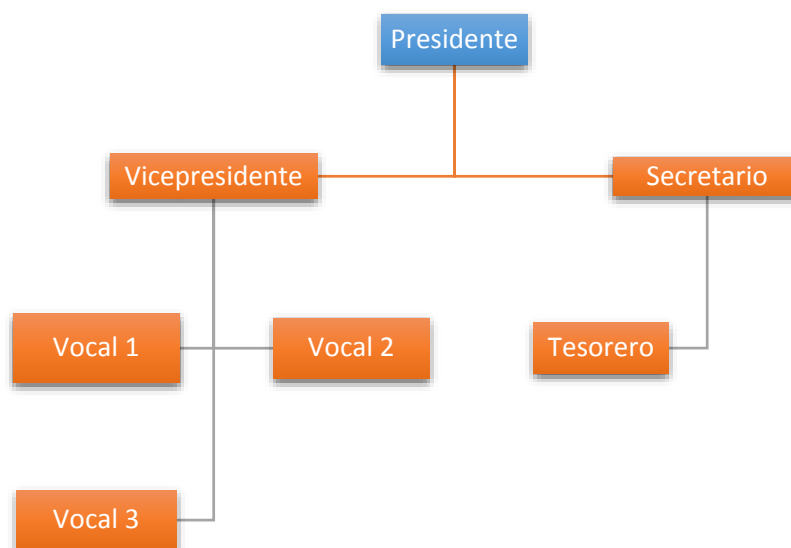 Presidente
Vicepresidente
Secretario
Vocal 1
Vocal 2
Tesorero
Vocal 3